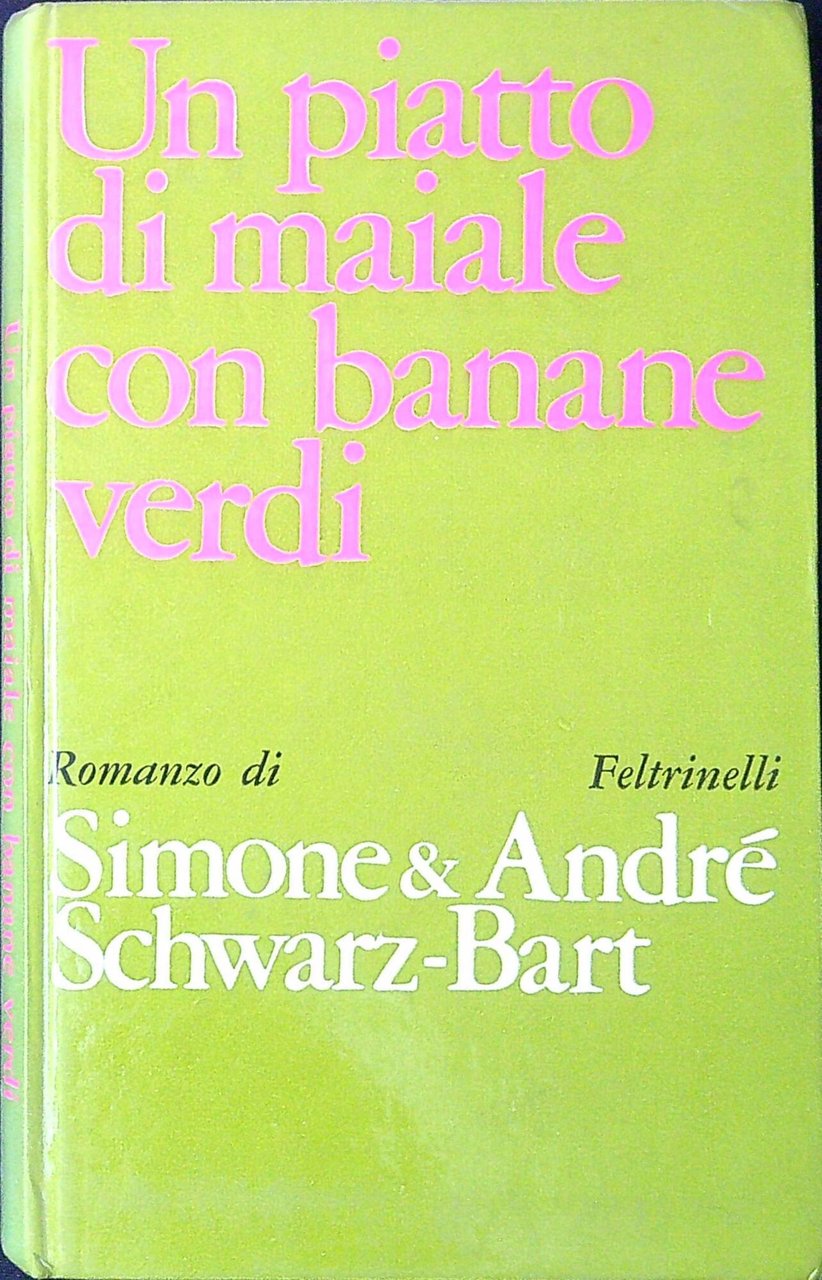 Un piatto
di maiale
con banane
verdi
Romanzo di
Feltrinelli
Simone & André
Schwarz-Bart
Un piatto di maiale con banane verdi